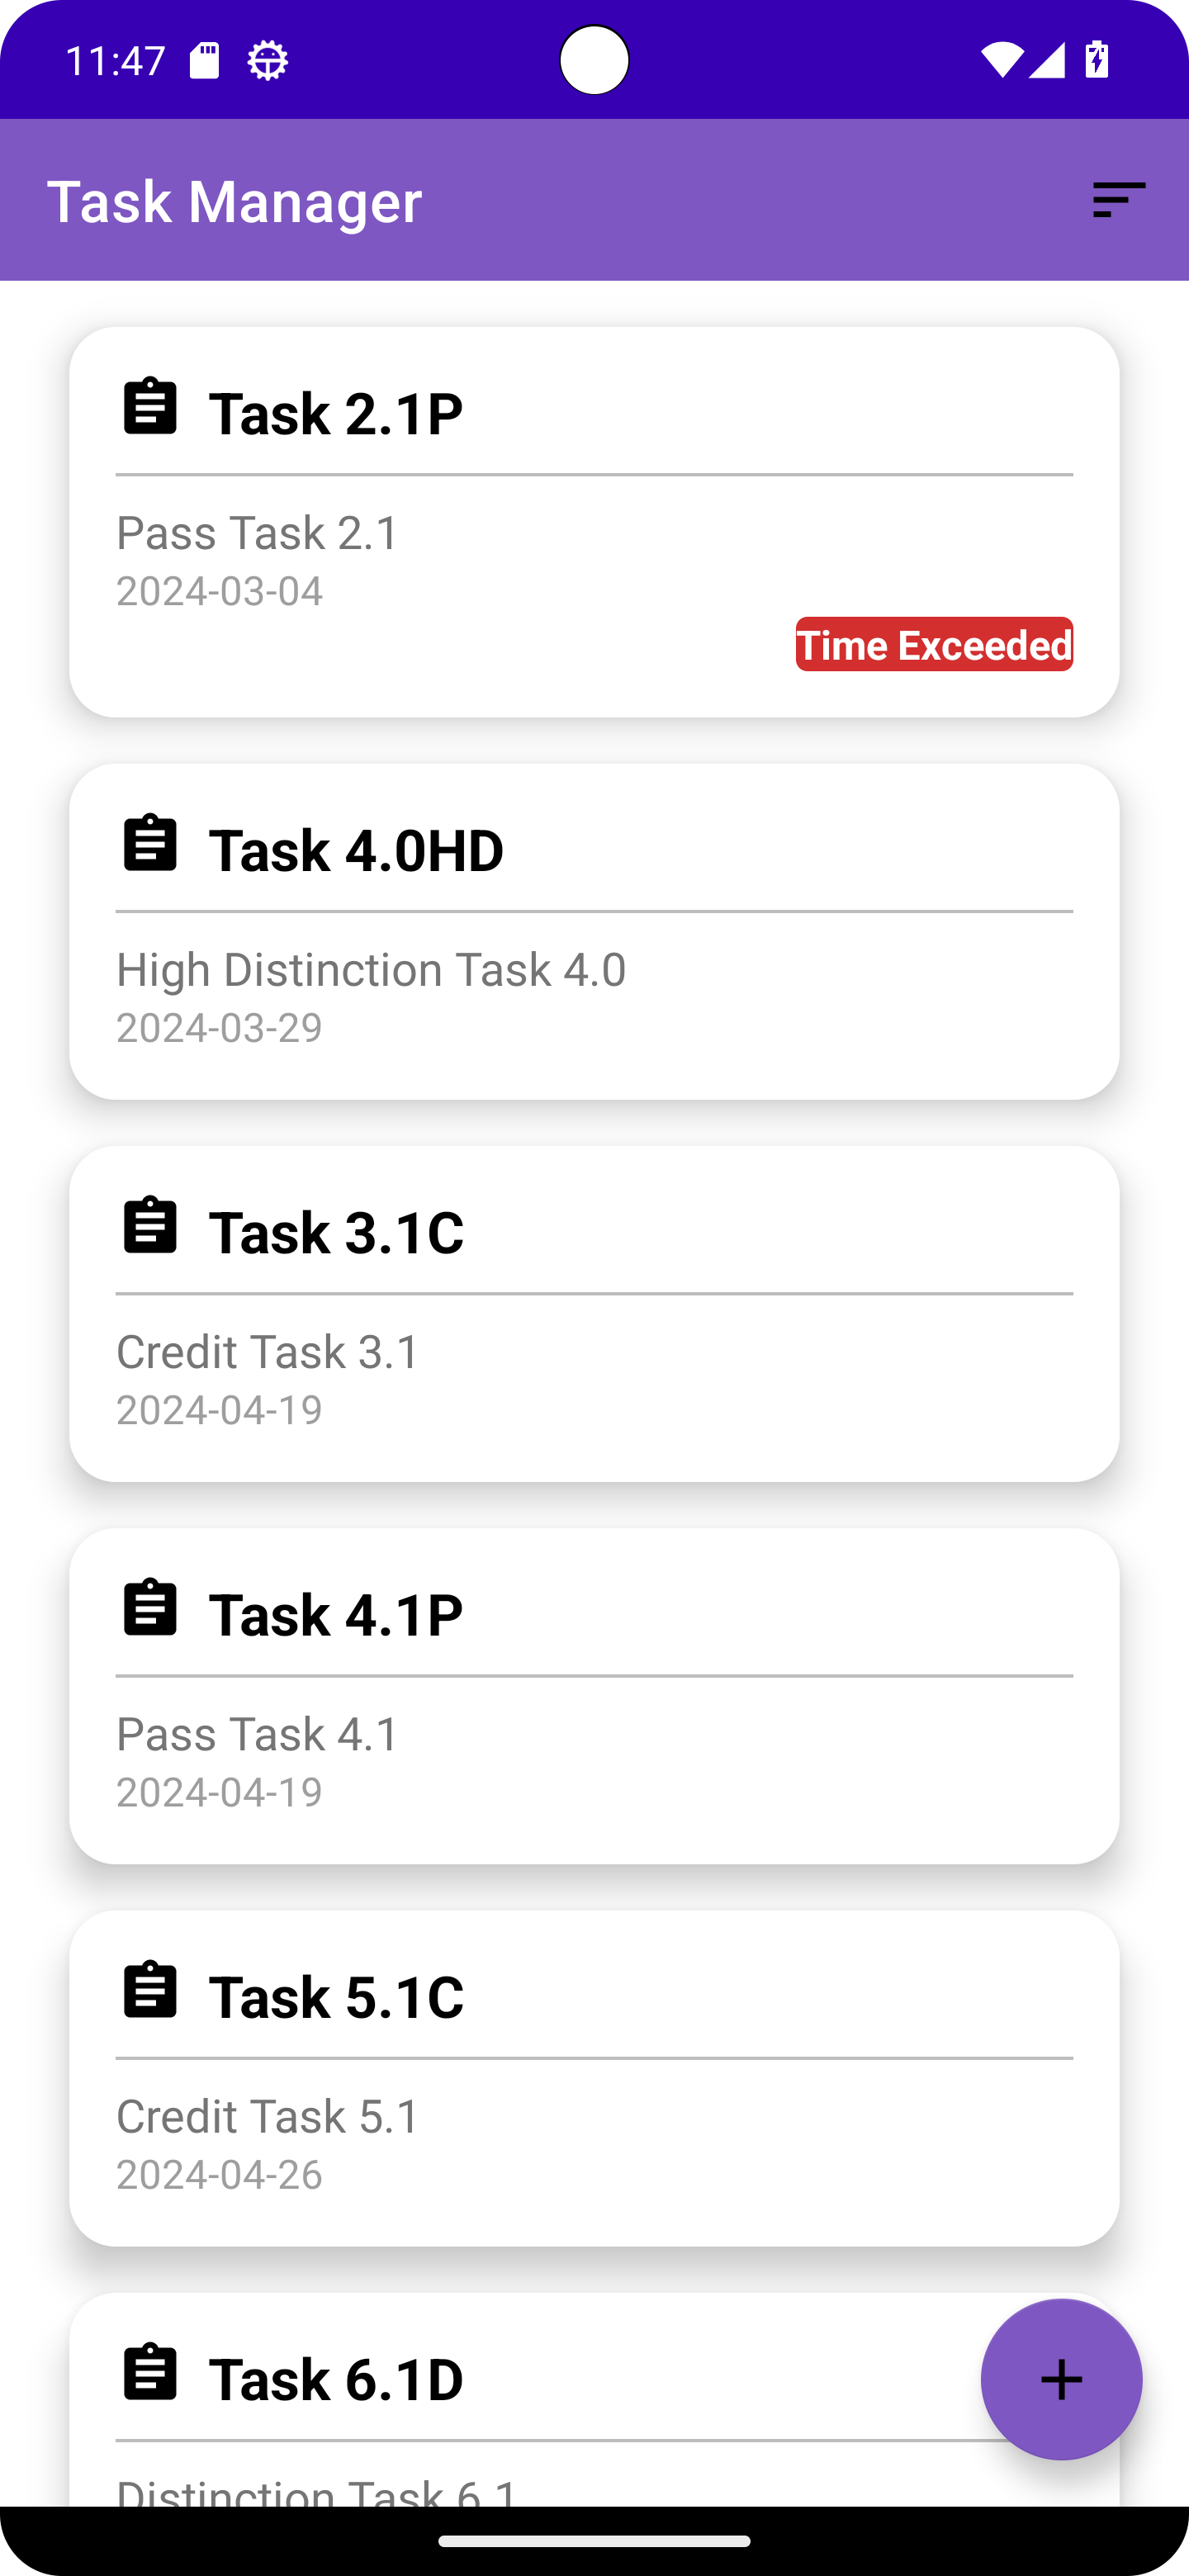 11:47
Task Manager
Task 2.1P
Pass Task 2.1
2024-03-04
Time Exceeded
Task 4.0HD
High Distinction Task 4.0
2024-03-29
Task 3.1C
Credit Task 3.1
2024-04-19
Task 4.1P
Pass Task 4.1
2024-04-19
Task 5.1C
Credit Task 5.1
2024-04-26
Task 6.1D
Distinction Task 6.1